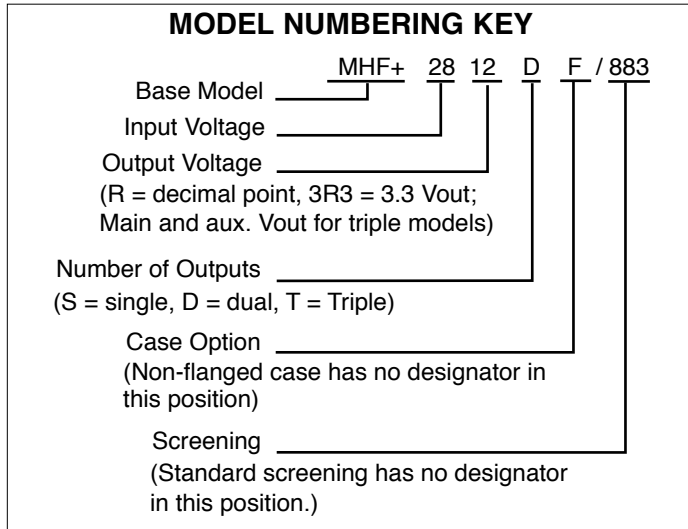 MODEL NUMBERING KEY
MHF+ 28 12 D F / 883
Base Model
Input Voltage
Output Voltage
(R = decimal point, 3R3 = 3.3 Vout;
Main and aux. Vout for triple models)
Number of Outputs
(S = single, D = dual, T = Triple)
Case Option
(Non-flanged case has no designator in
this position)
Screening
(Standard screening has no designator
in this position.)